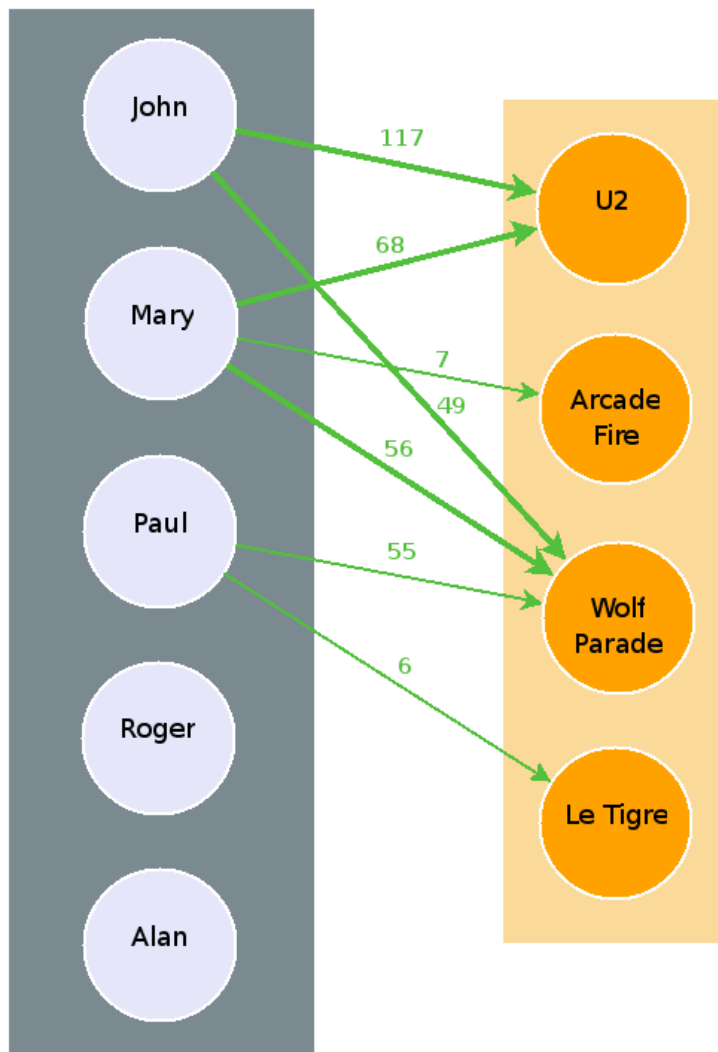 John
117
U2
68
Mary
7
Arcade
Fire
49
56
Paul
55
Wolf
Parade
6
Roger
Le Tigre
Alan